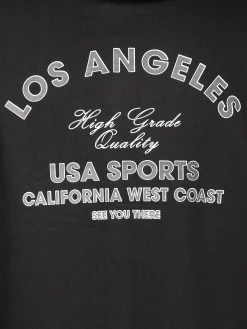 LOS ANGELES
High Grade
Quality
USA SPORTS
CALIFORNIA WEST COAST
SEE YOU THERE